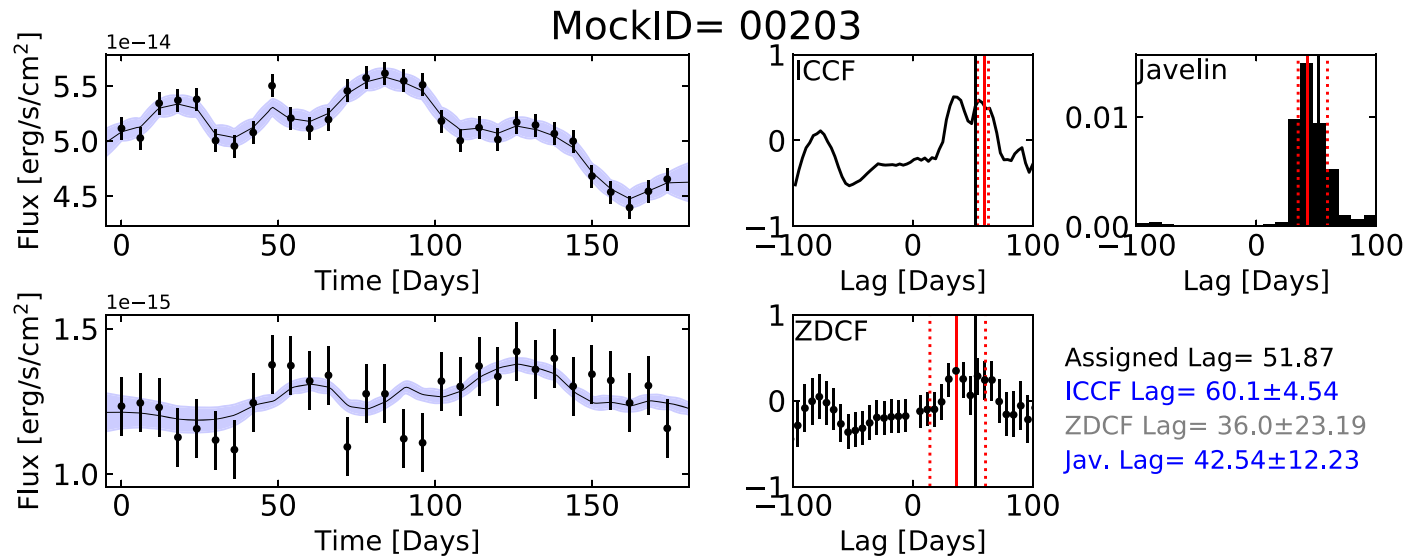 MockID= 00203
1e−14
Flux [erg/s/cm²]
5.5
5.0
4.5
0 50 100 150
Time [Days]
ICCF
1
0
−1
−100 0 100
Lag [Days]
Javelin
0.01
0.00
−100 0 100
Lag [Days]
1e−15
Flux [erg/s/cm²]
1.5
1.0
0 50 100 150
Time [Days]
ZDCF
1
0
−1
−100 0 100
Lag [Days]
Assigned Lag= 51.87
ICCF Lag= 60.1±4.54
ZDCF Lag= 36.0±23.19
Jav. Lag= 42.54±12.23